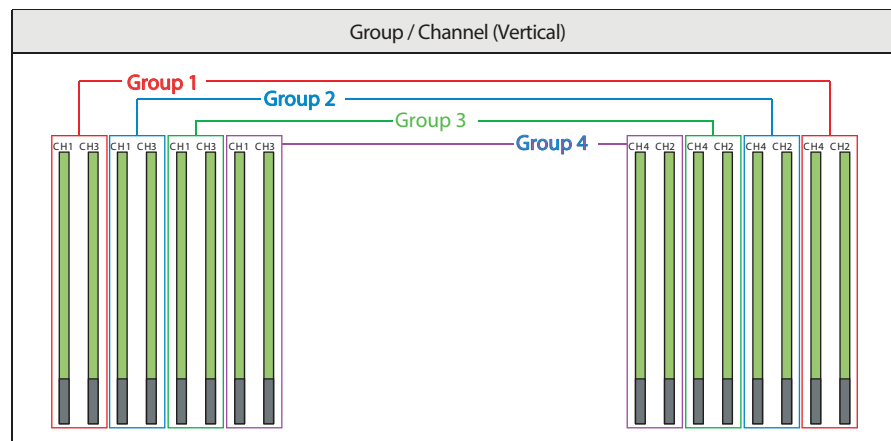 Group / Channel (Vertical)
Group 1
Group 2
Group 3
Group 4
CH1 CH3 CH1 CH3 CH1 CH3 CH1 CH3 CH4 CH2 CH4 CH2 CH4 CH2 CH4 CH2